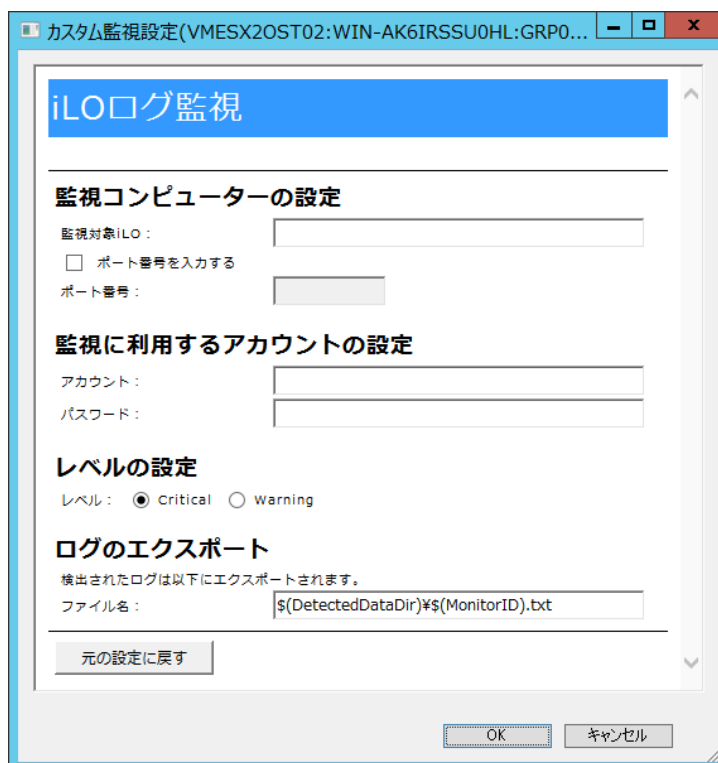 カスタム監視設定(VMESX2OST02:WIN-AK6IRSSU0HL:GRP0...
iLOログ監視
監視コンピューターの設定
監視対象iLO：
ポート番号を入力する
ポート番号：
監視に利用するアカウントの設定
アカウント：
パスワード：
レベルの設定
レベル： Critical Warning
ログのエクスポート
検出されたログは以下にエクスポートされます。
ファイル名： $(DetectedDataDir)¥$(MonitorID).txt
元の設定に戻す
OK キャンセル